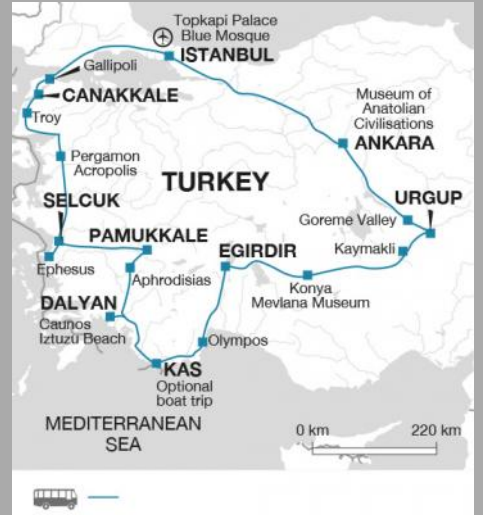 Topkapi Palace
Blue Mosque
ISTANBUL
Gallipoli
CANAKKALE
Troy
Museum of
Anatolian
Civilisations
ANKARA
Pergamon
Acropolis
TURKEY
URGUP
SELCUK
Goreme Valley
PAMUKKALE
EGIRDIR
Kaymakli
Ephesus
Aphrodisias
Konya
Mevlana Museum
DALYAN
Caunos
Iztuzu Beach
Olympos
KAS
Optional
boat trip
MEDITERRANEAN
SEA
0 km
220 km